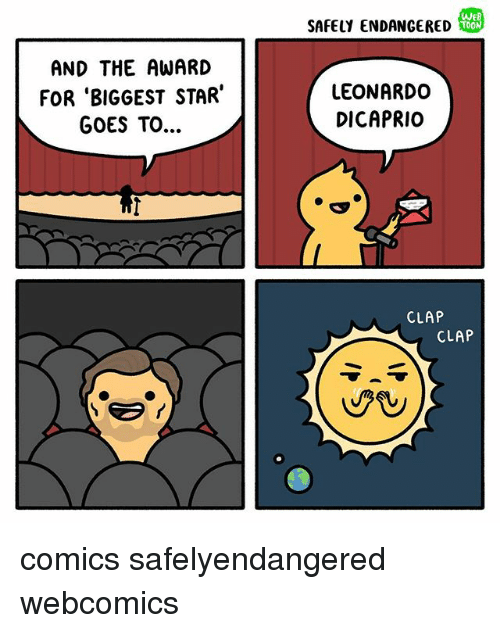 SAFELY ENDANGERED
WEB
TOON
AND THE AWARD
FOR 'BIGGEST STAR'
GOES TO...
LEONARDO
DICAPRIO
CLAP
CLAP
comics safelyendangered
webcomics